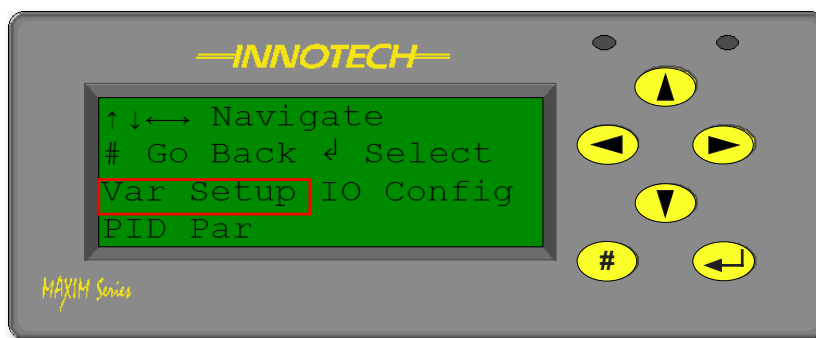 INNOTECH
↑↓←→ Navigate
# Go Back ↲ Select
Var Setup IO Config
PID Par
#
MAXIM Series